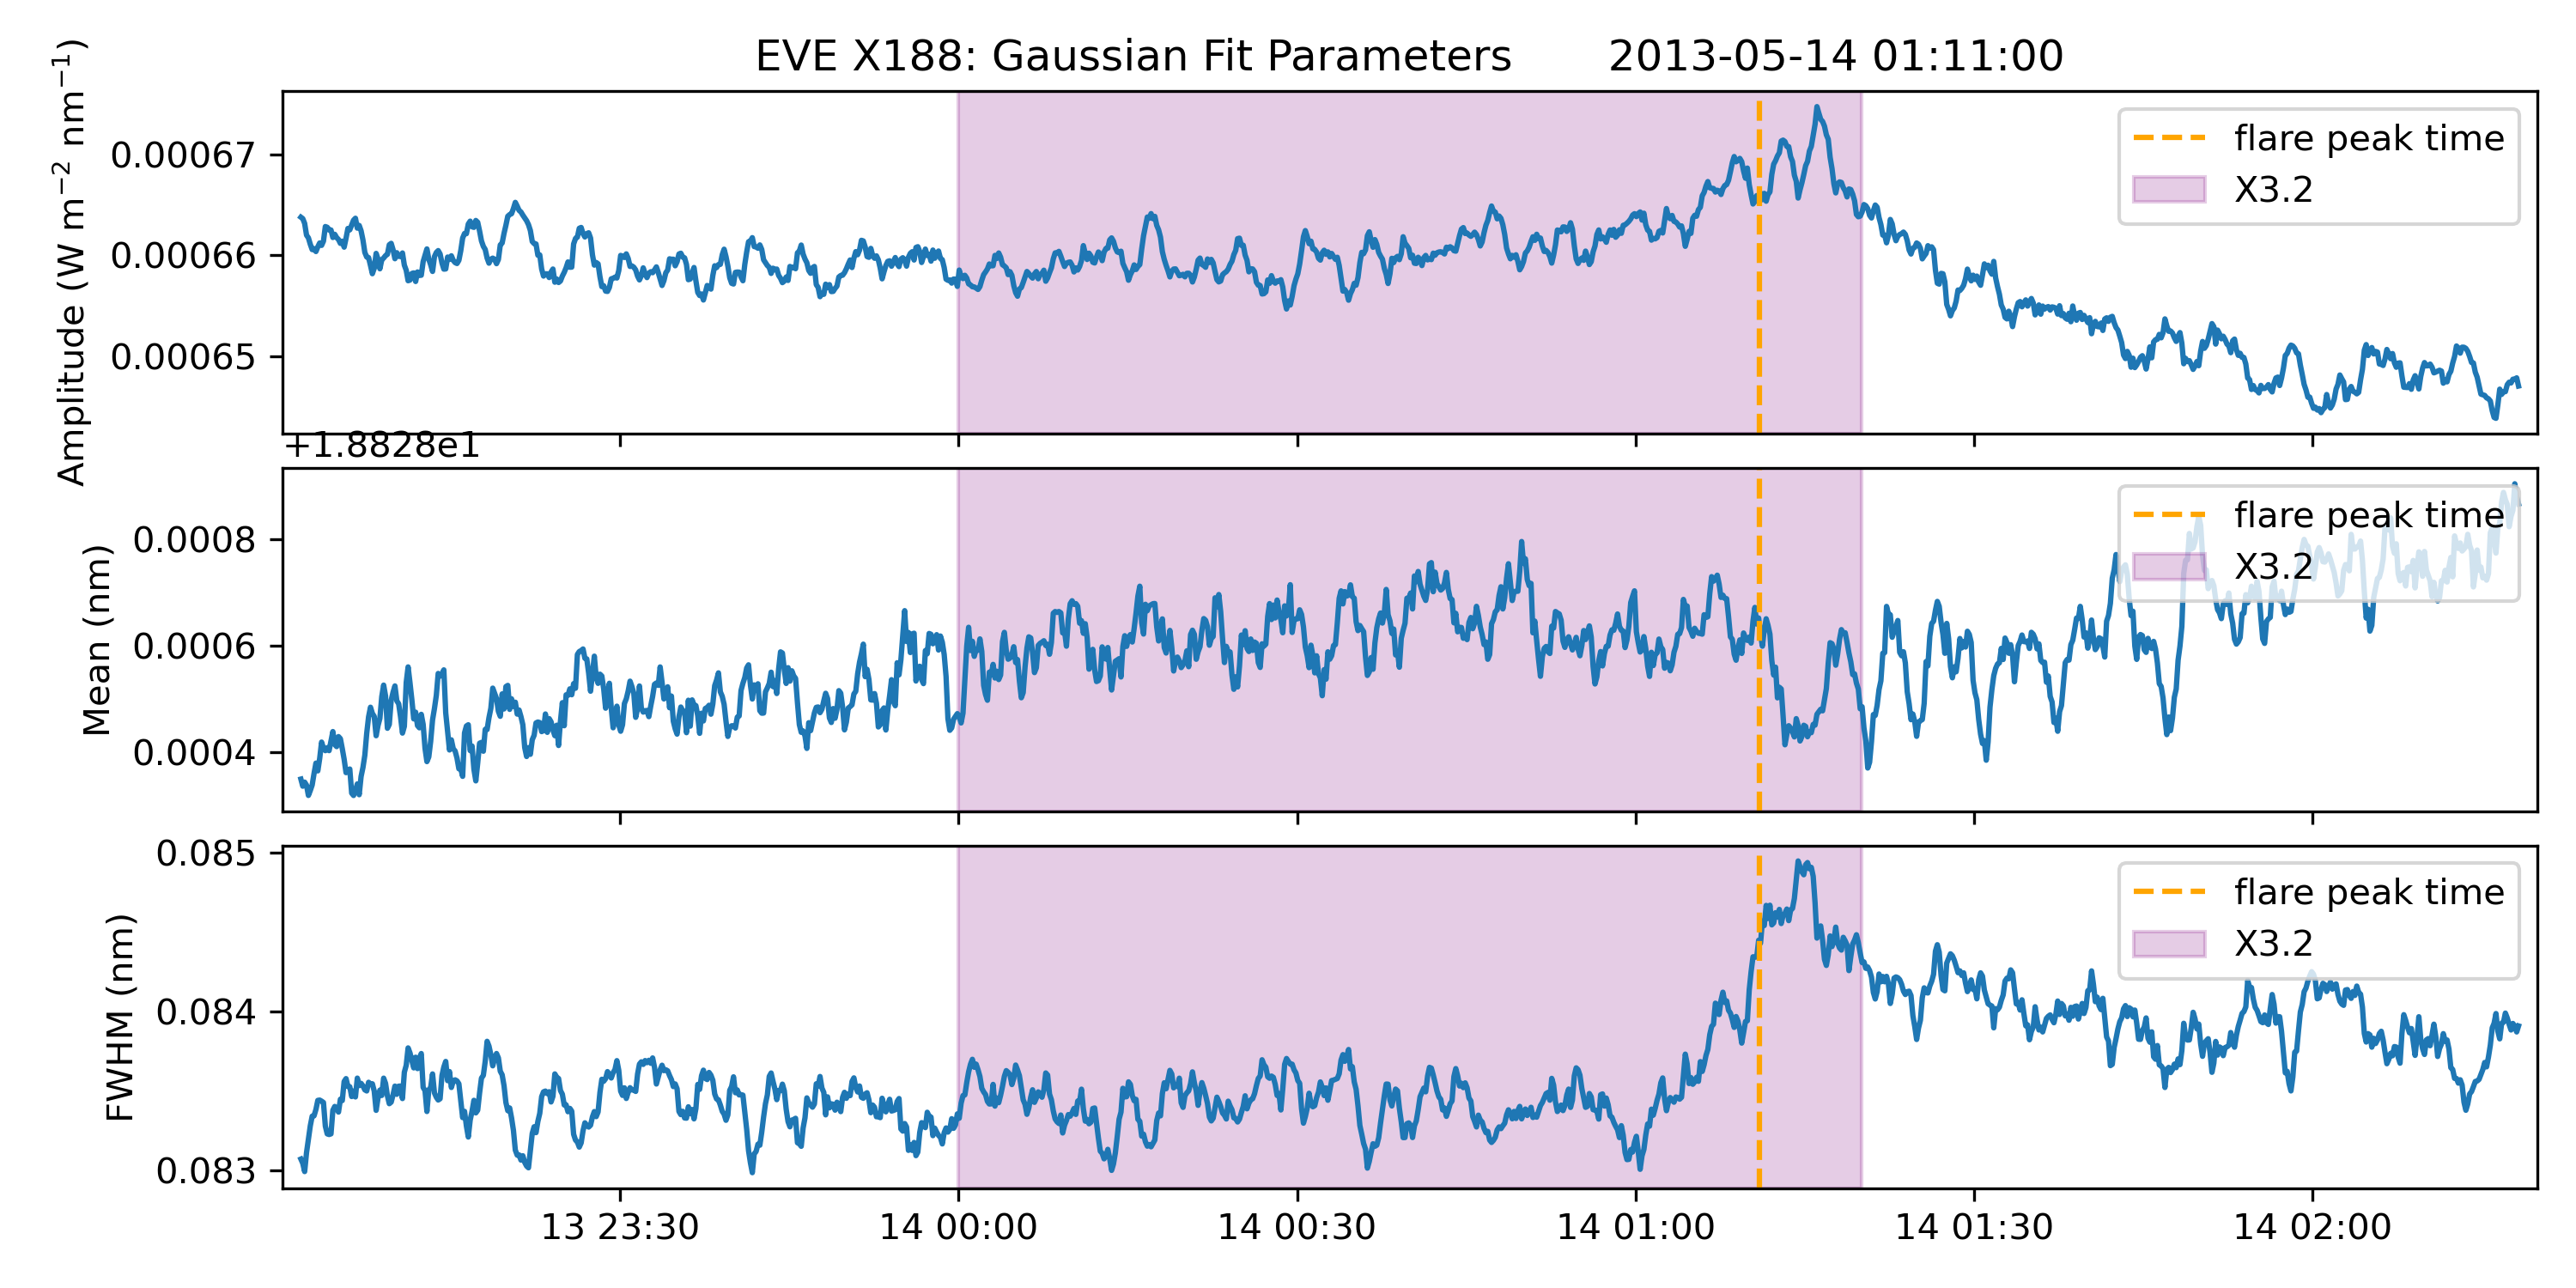 EVE X188: Gaussian Fit Parameters 2013-05-14 01:11:00
Amplitude (W m⁻² nm⁻¹)
0.00067
0.00066
0.00065
flare peak time
X3.2
+1.8828e1
Mean (nm)
0.0008
0.0006
0.0004
flare peak time
X3.2
FWHM (nm)
0.085
0.084
0.083
flare peak time
X3.2
13 23:30
14 00:00
14 00:30
14 01:00
14 01:30
14 02:00